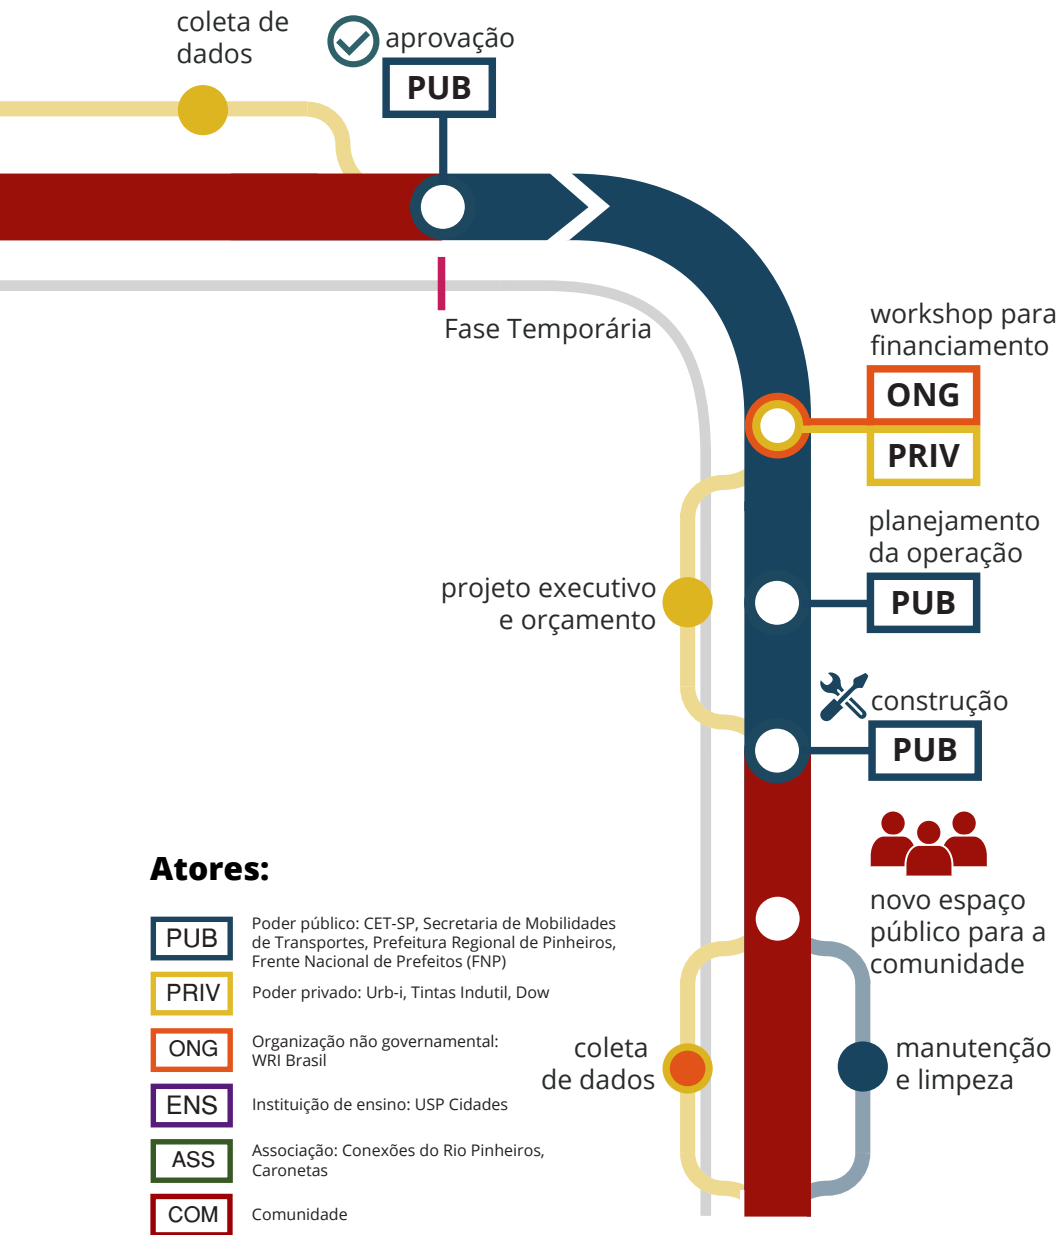 coleta de
dados
aprovação
PUB
Fase Temporária
workshop para
financiamento
ONG
PRIV
planejamento
da operação
PUB
projeto executivo
e orçamento
construção
PUB
novo espaço
público para a
comunidade
coleta
de dados
manutenção
e limpeza
Atores:
PUB
Poder público: CET-SP, Secretaria de Mobilidades
de Transportes, Prefeitura Regional de Pinheiros,
Frente Nacional de Prefeitos (FNP)
PRIV
Poder privado: Urb-i, Tintas Indutil, Dow
ONG
Organização não governamental:
WRI Brasil
ENS
Instituição de ensino: USP Cidades
ASS
Associação: Conexões do Rio Pinheiros,
Caronetas
COM
Comunidade